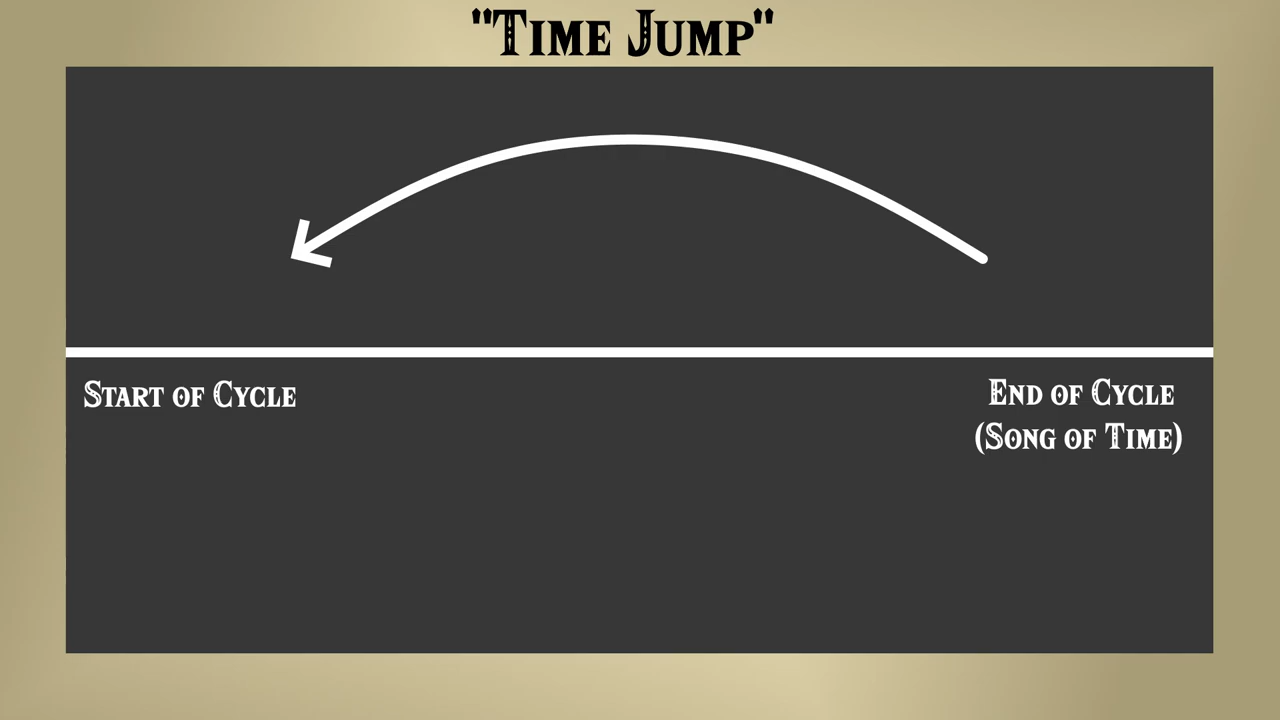 "Time Jump"
Start of Cycle
End of Cycle
(Song of Time)